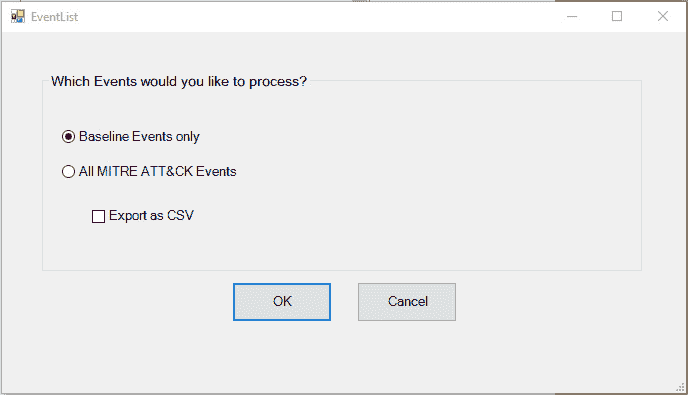 EventList
Which Events would you like to process?
Baseline Events only
All MITRE ATT&CK Events
Export as CSV
OK
Cancel